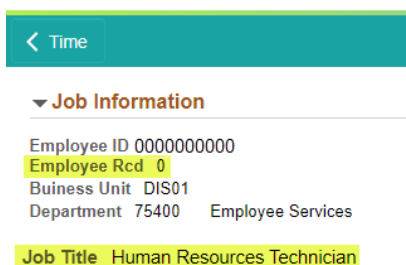 Time
Job Information
Employee ID 0000000000
Employee Rcd 0
Buiness Unit DIS01
Department 75400 Employee Services
Job Title Human Resources Technician